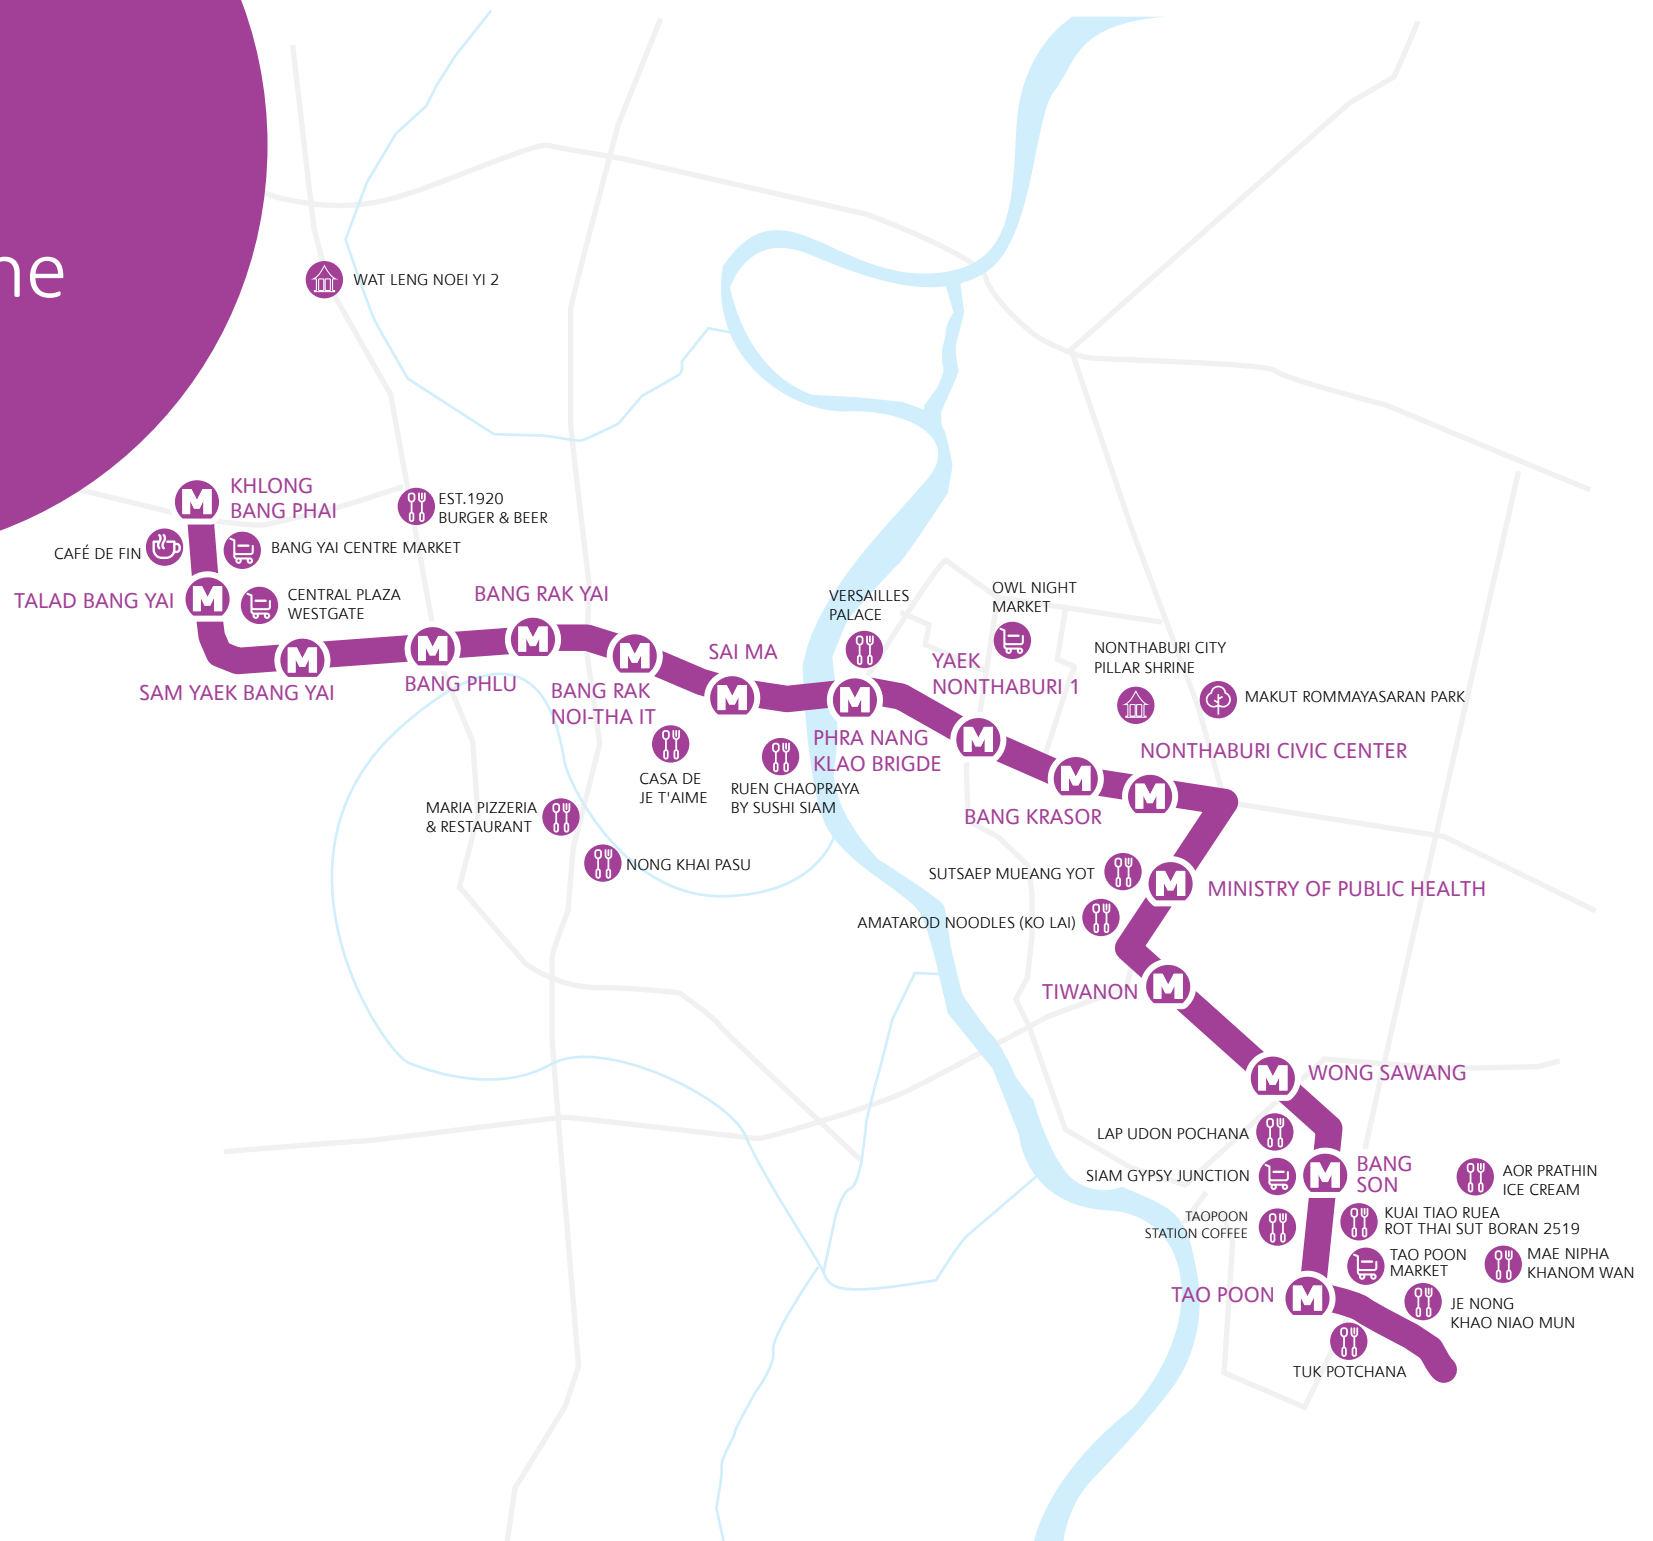 ne
WAT LENG NOEI YI 2
KHLONG
BANG PHAI
EST.1920
BURGER & BEER
CAFÉ DE FIN
BANG YAI CENTRE MARKET
TALAD BANG YAI
CENTRAL PLAZA
WESTGATE
SAM YAEK BANG YAI
BANG PHLU
BANG RAK YAI
BANG RAK
NOI-THA IT
SAI MA
CASA DE
JE T'AIME
RUEN CHAOPRAYA
BY SUSHI SIAM
MARIA PIZZERIA
& RESTAURANT
NONG KHAI PASU
VERSAILLES
PALACE
PHRA NANG
KLAO BRIGDE
OWL NIGHT
MARKET
YAEK
NONTHABURI 1
NONTHABURI CITY
PILLAR SHRINE
MAKUT ROMMAYASARAN PARK
NONTHABURI CIVIC CENTER
BANG KRASOR
SUTSAEP MUEANG YOT
MINISTRY OF PUBLIC HEALTH
AMATAROD NOODLES (KO LAI)
TIWANON
WONG SAWANG
LAP UDON POCHANA
SIAM GYPSY JUNCTION
BANG
SON
AOR PRATHIN
ICE CREAM
TAOPOON
STATION COFFEE
KUAI TIAO RUEA
ROT THAI SUT BORAN 2519
TAO POON
MARKET
MAE NIPHA
KHANOM WAN
TAO POON
JE NONG
KHAO NIAO MUN
TUK POTCHANA